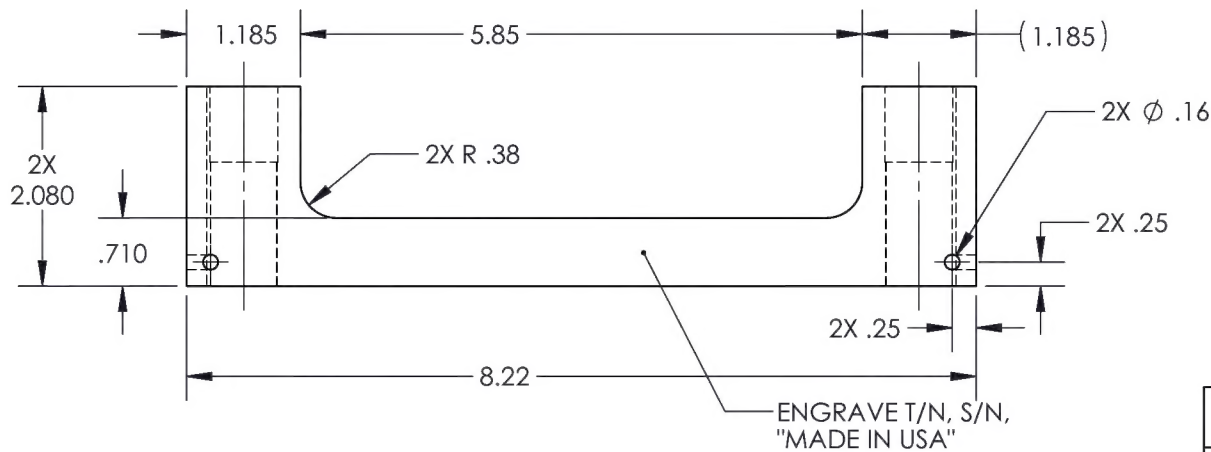 1.185
5.85
(1.185)
2X Ø .16
2X R .38
2X
2.080
2X .25
.710
2X .25
8.22
ENGRAVE T/N, S/N,
"MADE IN USA"